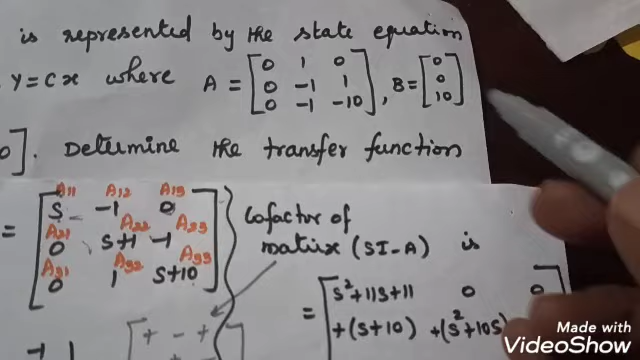 is represented by the state equation
. Y = Cx where A = [ 0 1 0
0 -1 1
0 -1 -10 ] , B = [ 0
0
10 ]
0]. Determine the transfer function
= [ A11 S -1 A12 0 A13
A21 0 S+1 A22 -1 A23
A31 0 1 A32 S+10 A33 ]
Cofactor of
matrix (SI-A) is
= [ S²+11S+11 0 0
+(S+10) +(S²+10S)
-1 1
[ + - +
+
Made with
VideoShow